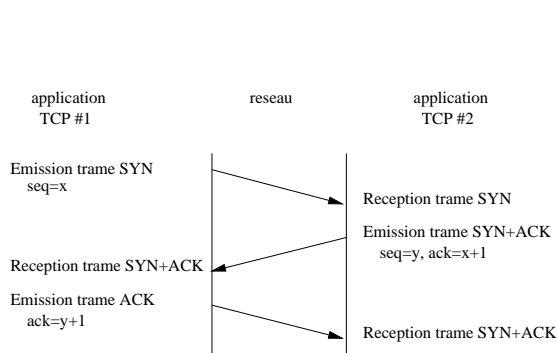 application
TCP #1
reseau
application
TCP #2
Emission trame SYN
seq=x
Reception trame SYN
Emission trame SYN+ACK
seq=y, ack=x+1
Reception trame SYN+ACK
Emission trame ACK
ack=y+1
Reception trame SYN+ACK